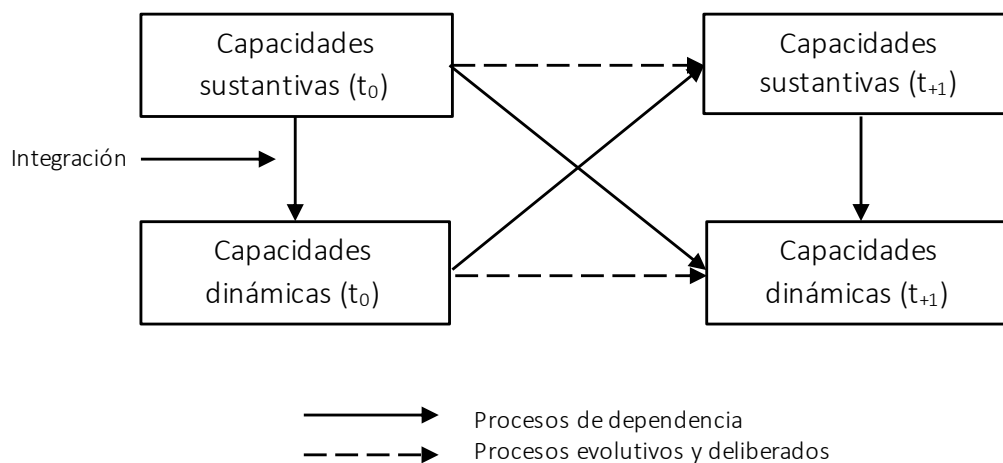 Capacidades
sustantivas (t₀)
Capacidades
sustantivas (t₊₁)
Integración
Capacidades
dinámicas (t₀)
Capacidades
dinámicas (t₊₁)
Procesos de dependencia
Procesos evolutivos y deliberados